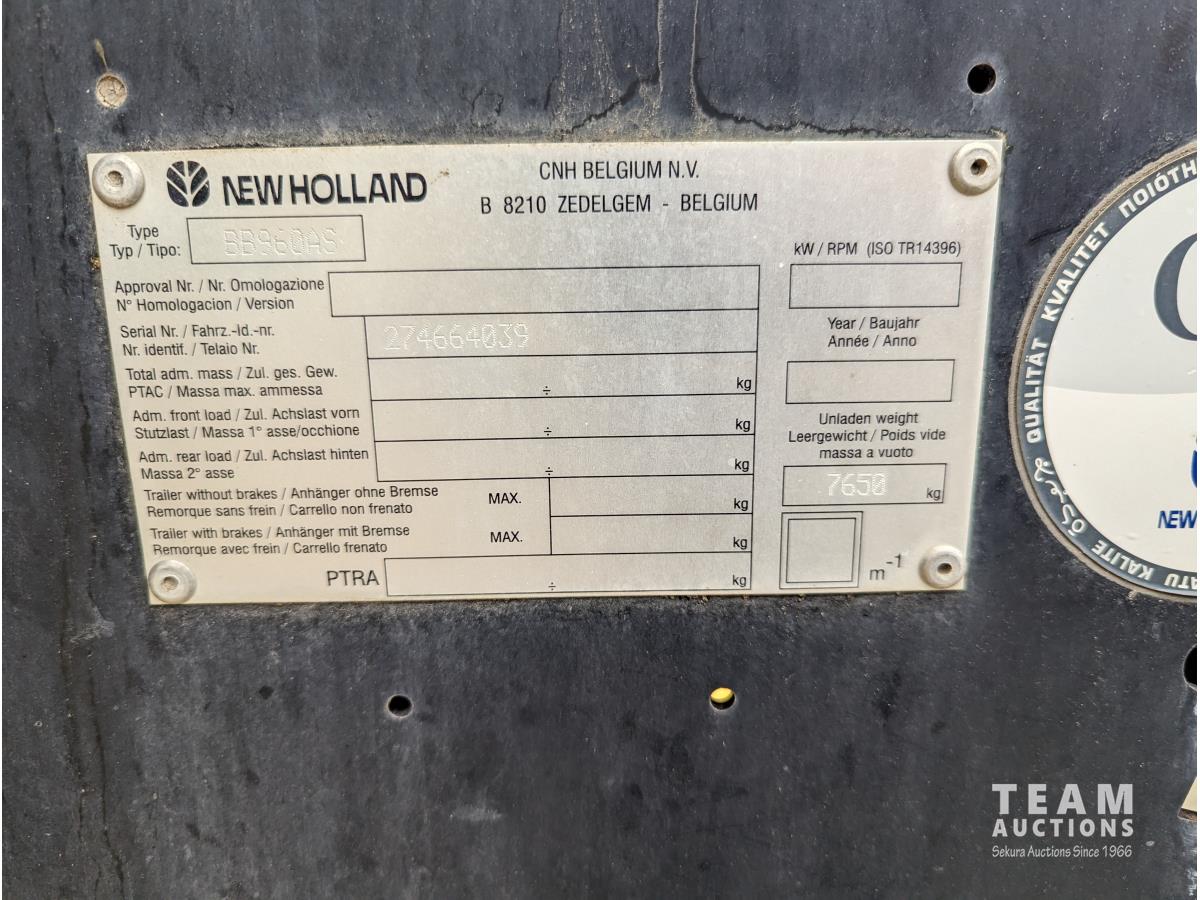 NEW HOLLAND
CNH BELGIUM N.V.
B 8210 ZEDELGEM - BELGIUM
Type
Typ / Tipo:
BB960AS
Approval Nr. / Nr. Omologazione
N° Homologacion / Version
Serial Nr. / Fahrz.-Id.-nr.
Nr. identif. / Telaio Nr.
274664039
Total adm. mass / Zul. ges. Gew.
PTAC / Massa max. ammessa
÷ kg
Adm. front load / Zul. Achslast vorn
Stutzlast / Massa 1° asse/occhione
÷ kg
Adm. rear load / Zul. Achslast hinten
Massa 2° asse
÷ kg
Trailer without brakes / Anhänger ohne Bremse
Remorque sans frein / Carrello non frenato
MAX. kg
Trailer with brakes / Anhänger mit Bremse
Remorque avec frein / Carrello frenato
MAX. kg
PTRA ÷ kg
kW / RPM (ISO TR14396)
Year / Baujahr
Année / Anno
Unladen weight
Leergewicht / Poids vide
massa a vuoto
7650 kg
m-1
KALITE QUALITÄT KVALITET ΠΟΙΌΤΗ
NEW
TEAM
AUCTIONS
Sekura Auctions Since 1966